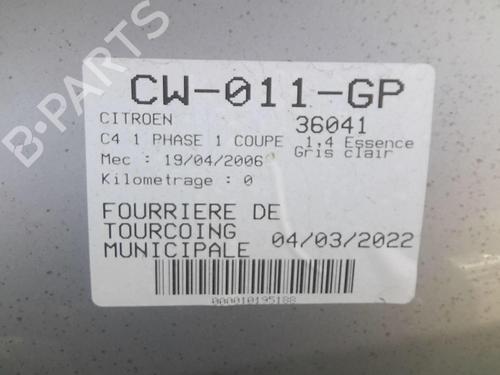 B-PARTS
CW-011-GP
CITROEN 36041
C4 1 PHASE 1 COUPE 1,4 Essence
Mec : 19/04/2006 Gris clair
Kilometrage : 0
FOURRIERE DE
TOURCOING
MUNICIPALE 04/03/2022
000010195188